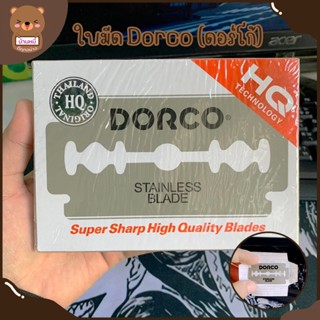 ใบมีด Dorco (ดอร์โก้)
acer
THAILAND
HQ
ORIGINAL
HQ
TECHNOLOGY
DORCO®
STAINLESS
BLADE
Super Sharp High Quality Blades
DORCO